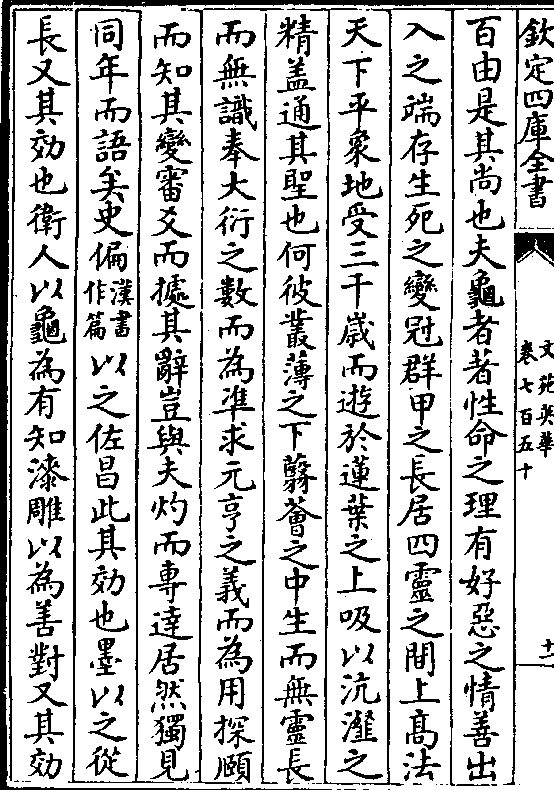 欽定四庫全書
文苑英華
卷七百五十
十一
百由是其尚也夫龜者著性命之理有好惡之情善出
入之端存生死之變冠群甲之長居四靈之間上髙法
天下平象地受三千嵗而遊於蓮葉之上吸以沆瀣之
精盖通其聖也何彼叢薄之下蘙薈之中生而無靈長
而無識奉大衍之數而為准求元亨之義而為用探頤
而知其變審爻而據其辭豈與夫灼而專逹居然獨見
同年而語矣史偏漢書作篇以之佐昌此其効也墨以之從
長又其効也衛人以龜為有知漆雕以為善對又其効